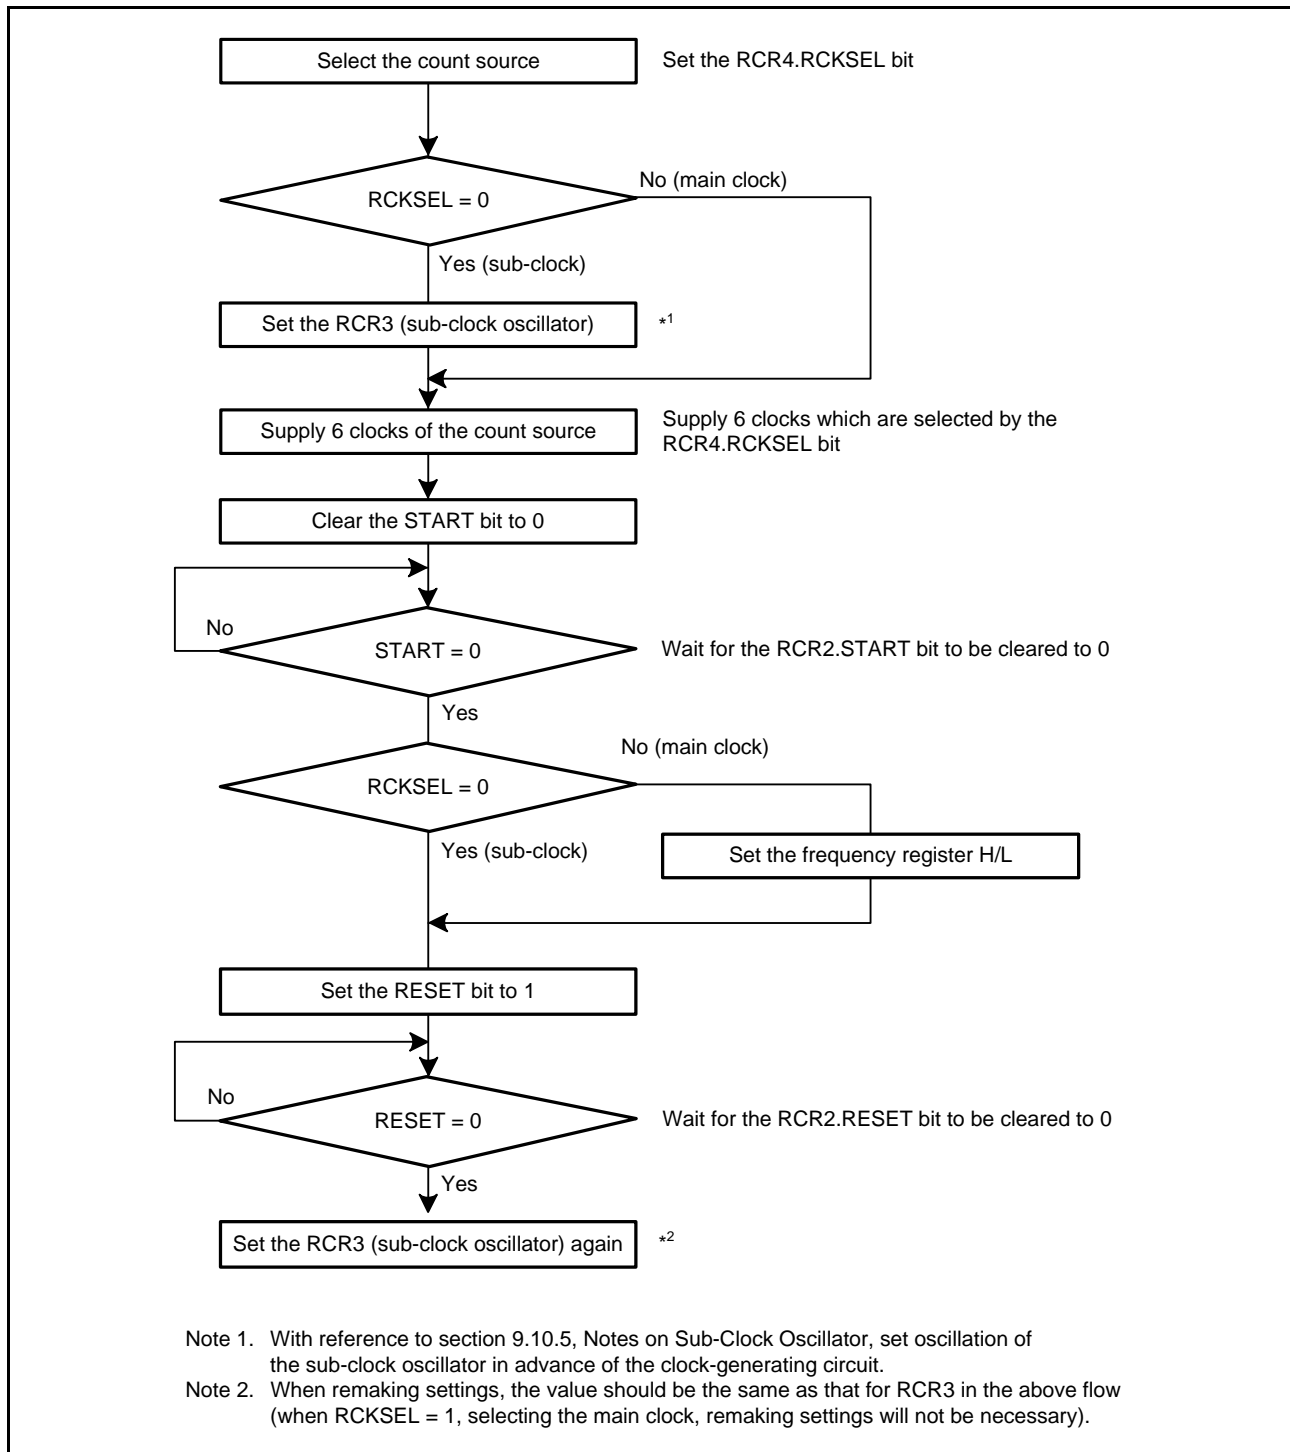 Select the count source
Set the RCR4.RCKSEL bit
No (main clock)
RCKSEL = 0
Yes (sub-clock)
Set the RCR3 (sub-clock oscillator)
*1
Supply 6 clocks of the count source
Supply 6 clocks which are selected by the
RCR4.RCKSEL bit
Clear the START bit to 0
No
START = 0
Wait for the RCR2.START bit to be cleared to 0
Yes
No (main clock)
RCKSEL = 0
Yes (sub-clock)
Set the frequency register H/L
Set the RESET bit to 1
No
RESET = 0
Wait for the RCR2.RESET bit to be cleared to 0
Yes
Set the RCR3 (sub-clock oscillator) again
*2
Note 1. With reference to section 9.10.5, Notes on Sub-Clock Oscillator, set oscillation of
the sub-clock oscillator in advance of the clock-generating circuit.
Note 2. When remaking settings, the value should be the same as that for RCR3 in the above flow
(when RCKSEL = 1, selecting the main clock, remaking settings will not be necessary).